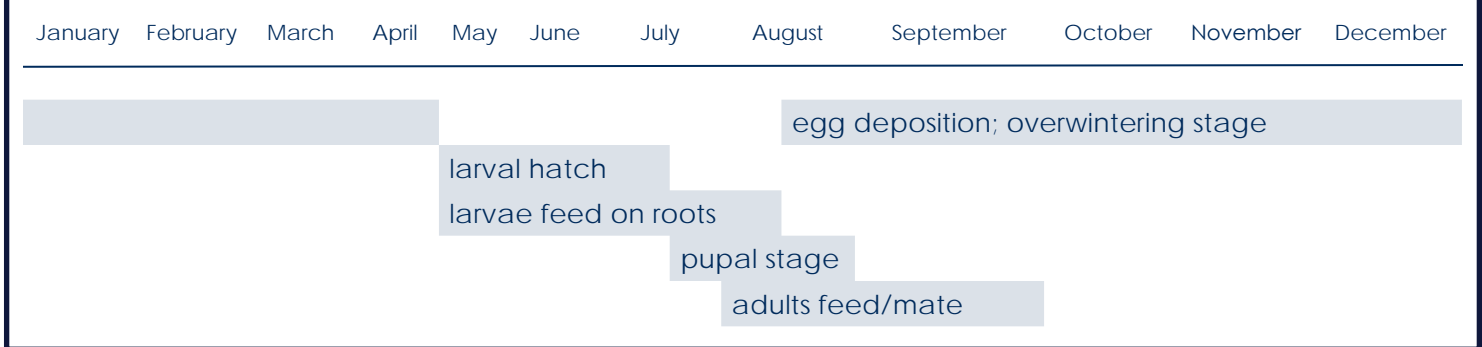 January February March April May June July August September October November December
egg deposition; overwintering stage
larval hatch
larvae feed on roots
pupal stage
adults feed/mate